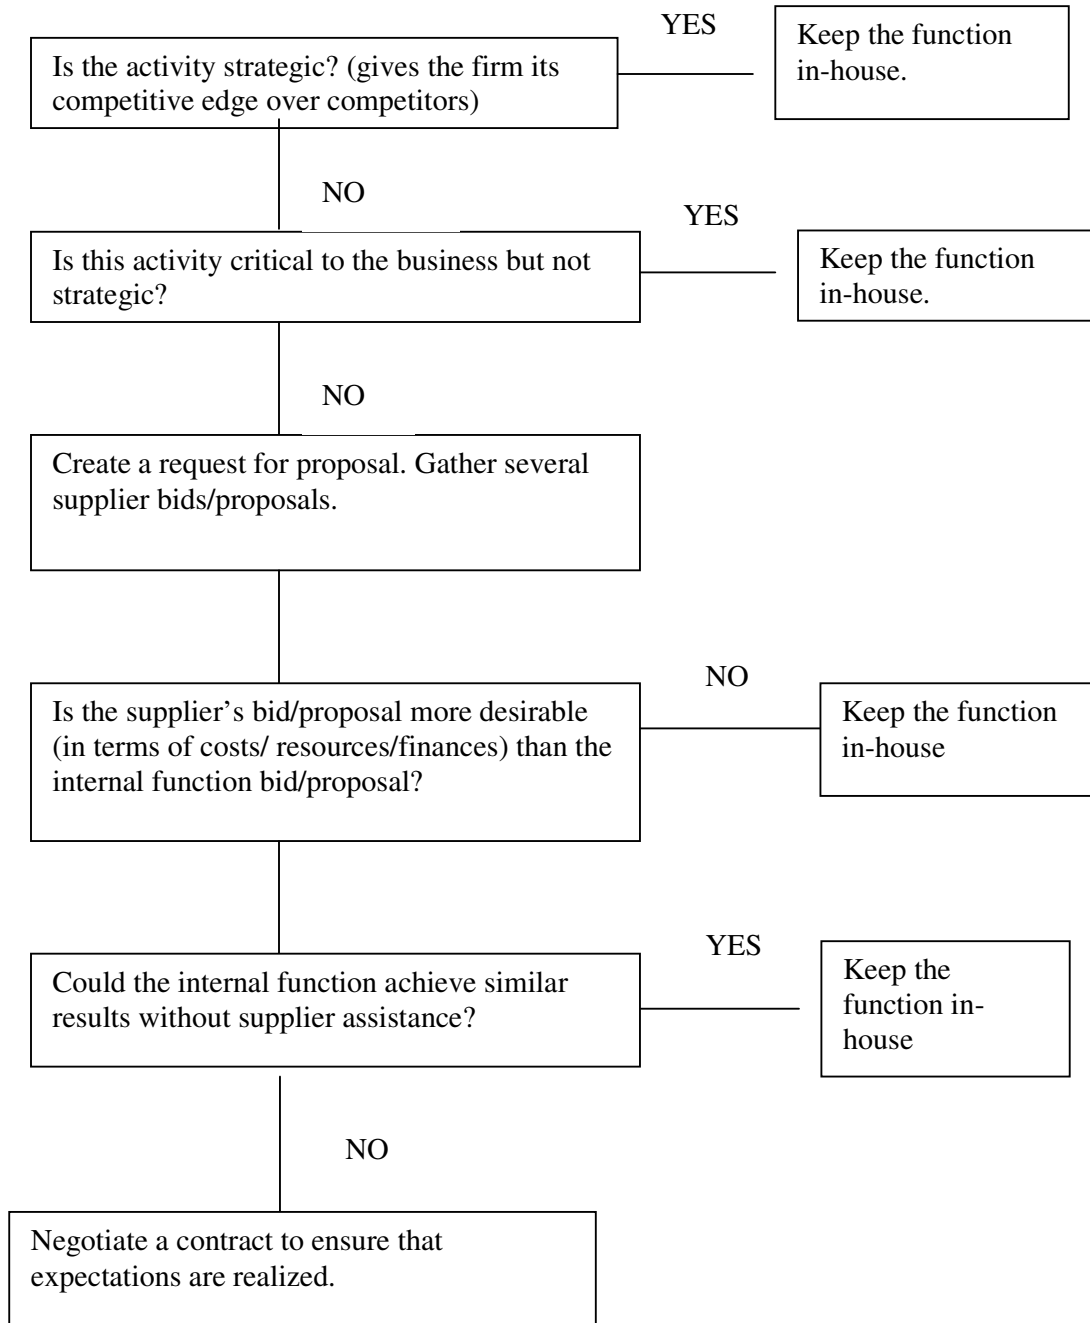 YES
Keep the function
in-house.
Is the activity strategic? (gives the firm its
competitive edge over competitors)
NO
YES
Is this activity critical to the business but not
strategic?
Keep the function
in-house.
NO
Create a request for proposal. Gather several
supplier bids/proposals.
NO
Is the supplier's bid/proposal more desirable
(in terms of costs/ resources/finances) than the
internal function bid/proposal?
Keep the function
in-house
YES
Could the internal function achieve similar
results without supplier assistance?
Keep the
function in-
house
NO
Negotiate a contract to ensure that
expectations are realized.